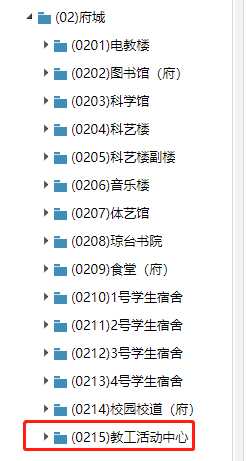 (02)府城
(0201)电教楼
(0202)图书馆（府）
(0203)科学馆
(0204)科艺楼
(0205)科艺楼副楼
(0206)音乐楼
(0207)体艺馆
(0208)琼台书院
(0209)食堂（府）
(0210)1号学生宿舍
(0211)2号学生宿舍
(0212)3号学生宿舍
(0213)4号学生宿舍
(0214)校园校道（府）
(0215)教工活动中心